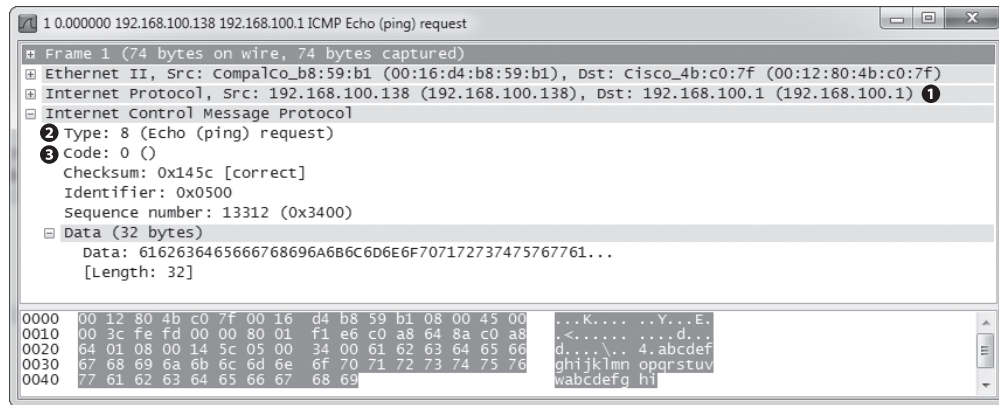 1 0.000000 192.168.100.138 192.168.100.1 ICMP Echo (ping) request
Frame 1 (74 bytes on wire, 74 bytes captured)
Ethernet II, Src: CompalCo_b8:59:b1 (00:16:d4:b8:59:b1), Dst: Cisco_4b:c0:7f (00:12:80:4b:c0:7f)
Internet Protocol, Src: 192.168.100.138 (192.168.100.138), Dst: 192.168.100.1 (192.168.100.1) ❶
Internet Control Message Protocol
❷ Type: 8 (Echo (ping) request)
❸ Code: 0 ()
Checksum: 0x145c [correct]
Identifier: 0x0500
Sequence number: 13312 (0x3400)
Data (32 bytes)
Data: 6162636465666768696A6B6C6D6E6F707172737475767761...
[Length: 32]
0000 00 12 80 4b c0 7f 00 16 d4 b8 59 b1 08 00 45 00 ...K.... ..Y...E.
0010 00 3c fe fd 00 00 80 01 f1 e6 c0 a8 64 8a c0 a8 .<...... ....d...
0020 64 01 08 00 14 5c 05 00 34 00 61 62 63 64 65 66 d....\.. 4.abcdef
0030 67 68 69 6a 6b 6c 6d 6e 6f 70 71 72 73 74 75 76 ghijklmn opqrstuv
0040 77 61 62 63 64 65 66 67 68 69 wabcdefg hi